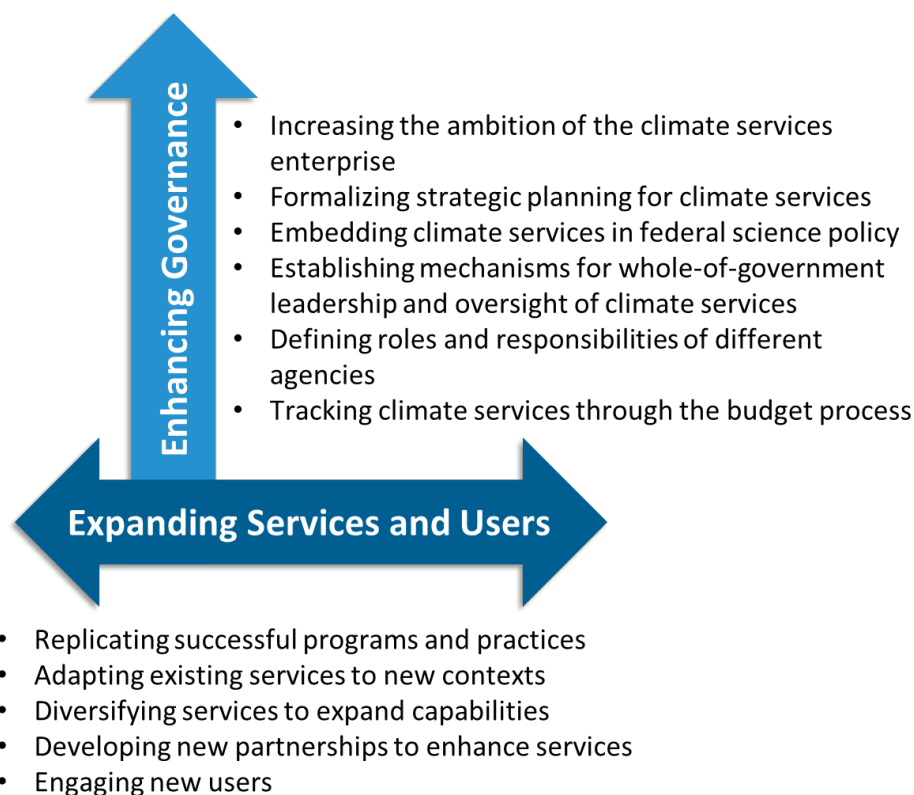 Enhancing Governance
• Increasing the ambition of the climate services
enterprise
• Formalizing strategic planning for climate services
• Embedding climate services in federal science policy
• Establishing mechanisms for whole-of-government
leadership and oversight of climate services
• Defining roles and responsibilities of different
agencies
• Tracking climate services through the budget process
Expanding Services and Users
• Replicating successful programs and practices
• Adapting existing services to new contexts
• Diversifying services to expand capabilities
• Developing new partnerships to enhance services
• Engaging new users